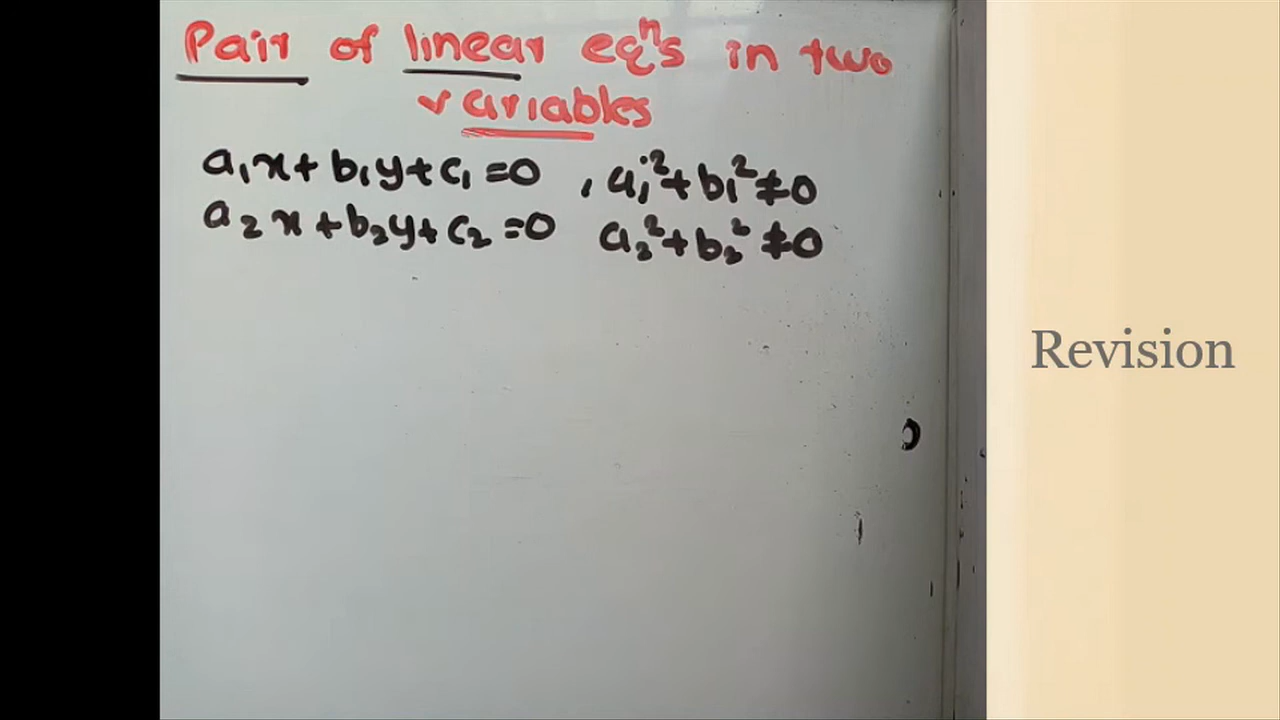 Pair of linear eqⁿs in two
variables
a₁x + b₁y + c₁ = 0 , a₁² + b₁² ≠ 0
a₂x + b₂y + c₂ = 0 a₂² + b₂² ≠ 0
Revision